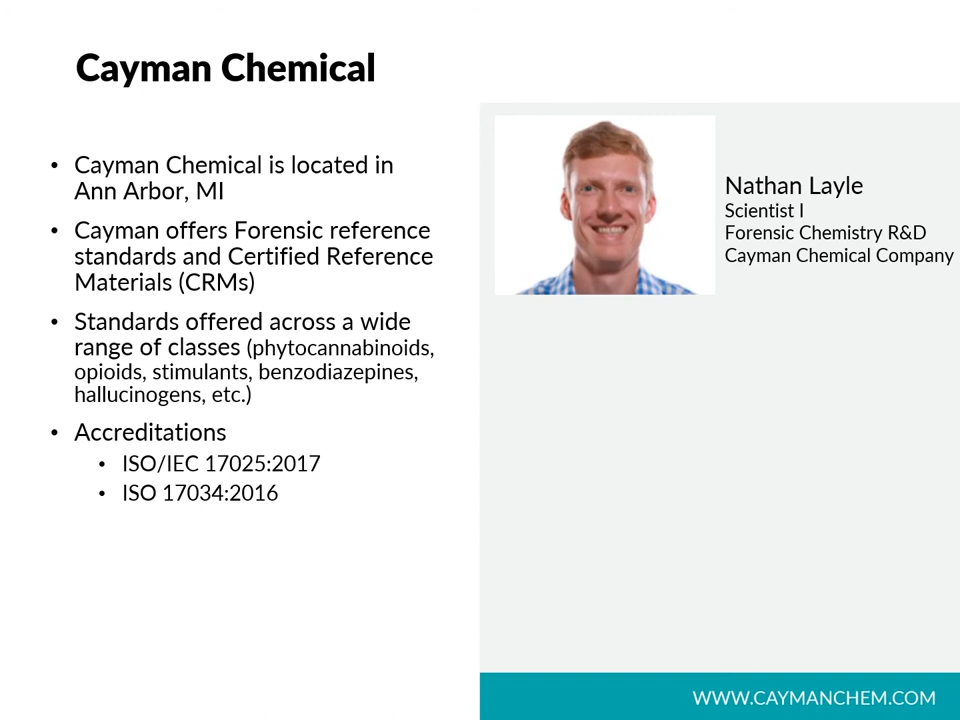 Cayman Chemical
• Cayman Chemical is located in
Ann Arbor, MI
• Cayman offers Forensic reference
standards and Certified Reference
Materials (CRMs)
• Standards offered across a wide
range of classes (phytocannabinoids,
opioids, stimulants, benzodiazepines,
hallucinogens, etc.)
• Accreditations
• ISO/IEC 17025:2017
• ISO 17034:2016
Nathan Layle
Scientist I
Forensic Chemistry R&D
Cayman Chemical Company
WWW.CAYMANCHEM.COM